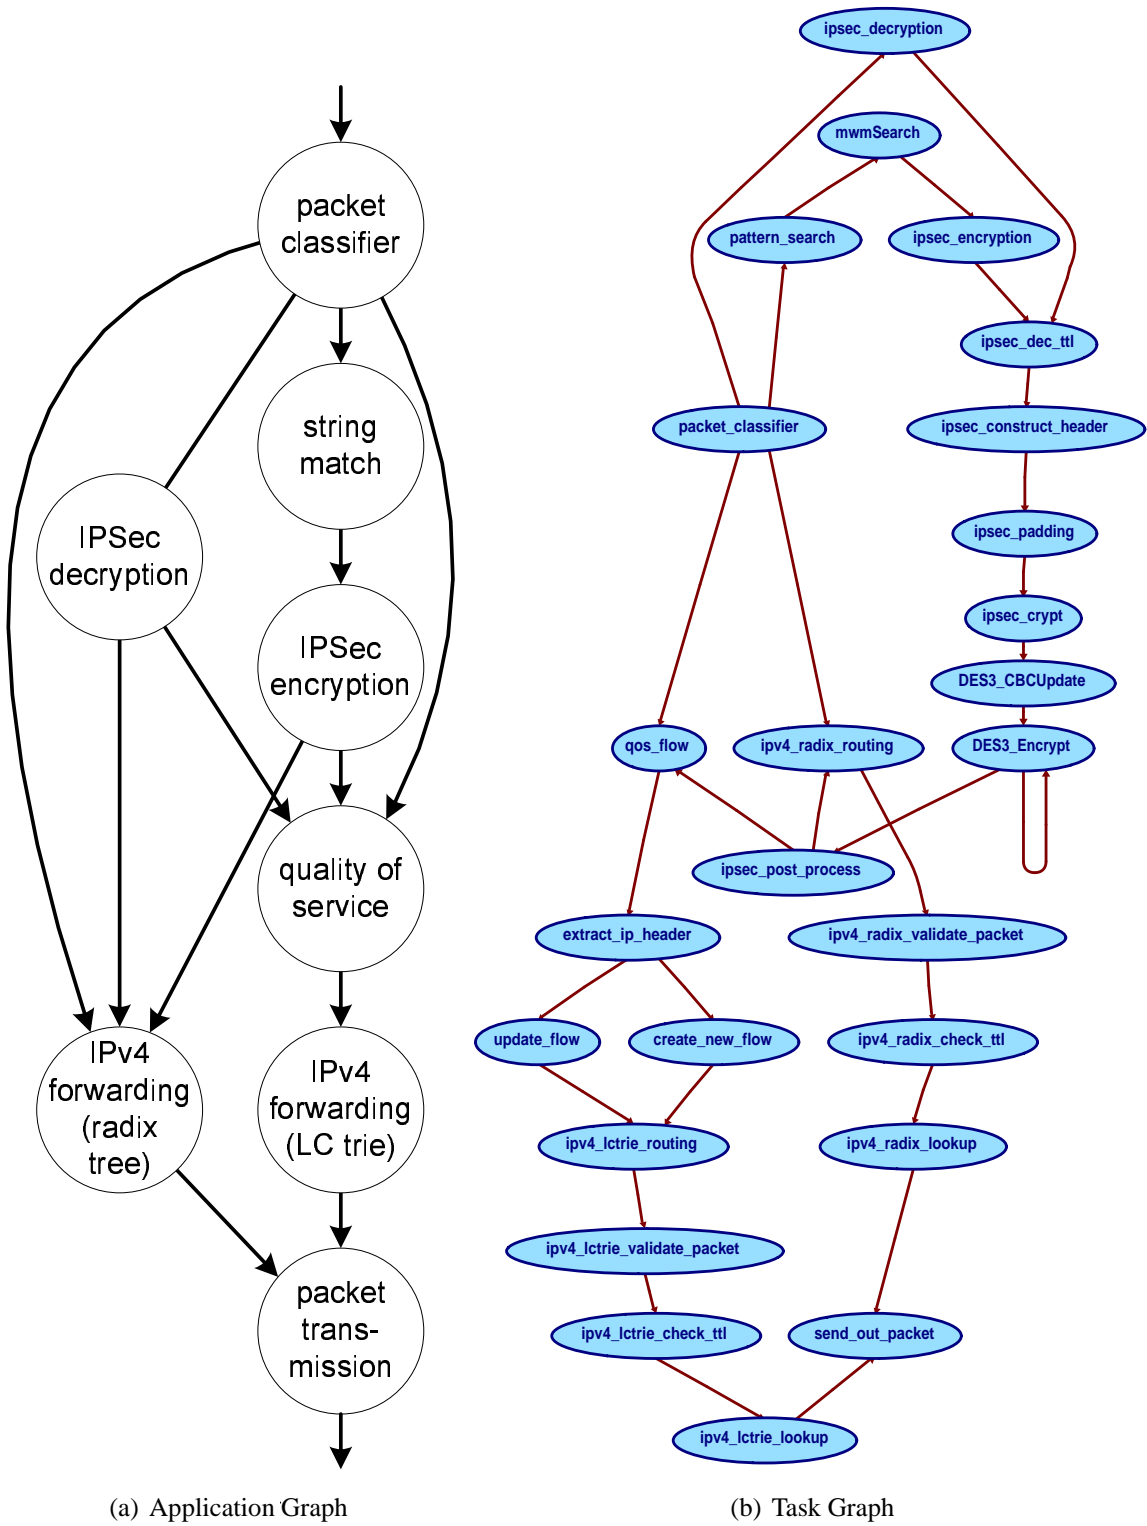 packet
classifier
string
match
IPSec
decryption
IPSec
encryption
quality of
service
IPv4
forwarding
(radix
tree)
IPv4
forwarding
(LC trie)
packet
trans-
mission
(a) Application Graph
ipsec_decryption
mwmSearch
pattern_search
ipsec_encryption
ipsec_dec_ttl
packet_classifier
ipsec_construct_header
ipsec_padding
ipsec_crypt
DES3_CBCUpdate
qos_flow
ipv4_radix_routing
DES3_Encrypt
ipsec_post_process
extract_ip_header
ipv4_radix_validate_packet
update_flow
create_new_flow
ipv4_radix_check_ttl
ipv4_lctrie_routing
ipv4_radix_lookup
ipv4_lctrie_validate_packet
ipv4_lctrie_check_ttl
send_out_packet
ipv4_lctrie_lookup
(b) Task Graph